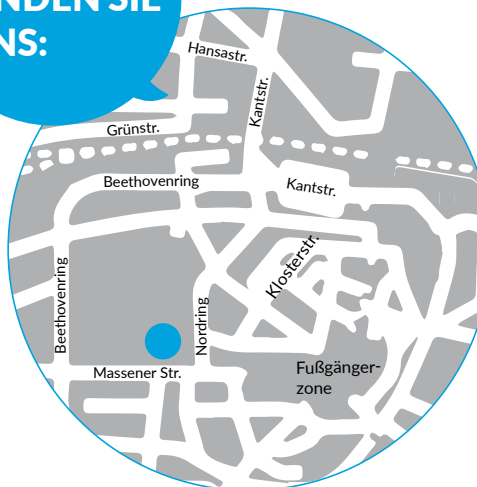 NDEN SIE
NS:
Hansastr.
Kantstr.
Grünstr.
Beethovenring
Kantstr.
Klosterstr.
Beethovenring
Nordring
Massener Str.
Fußgänger-
zone